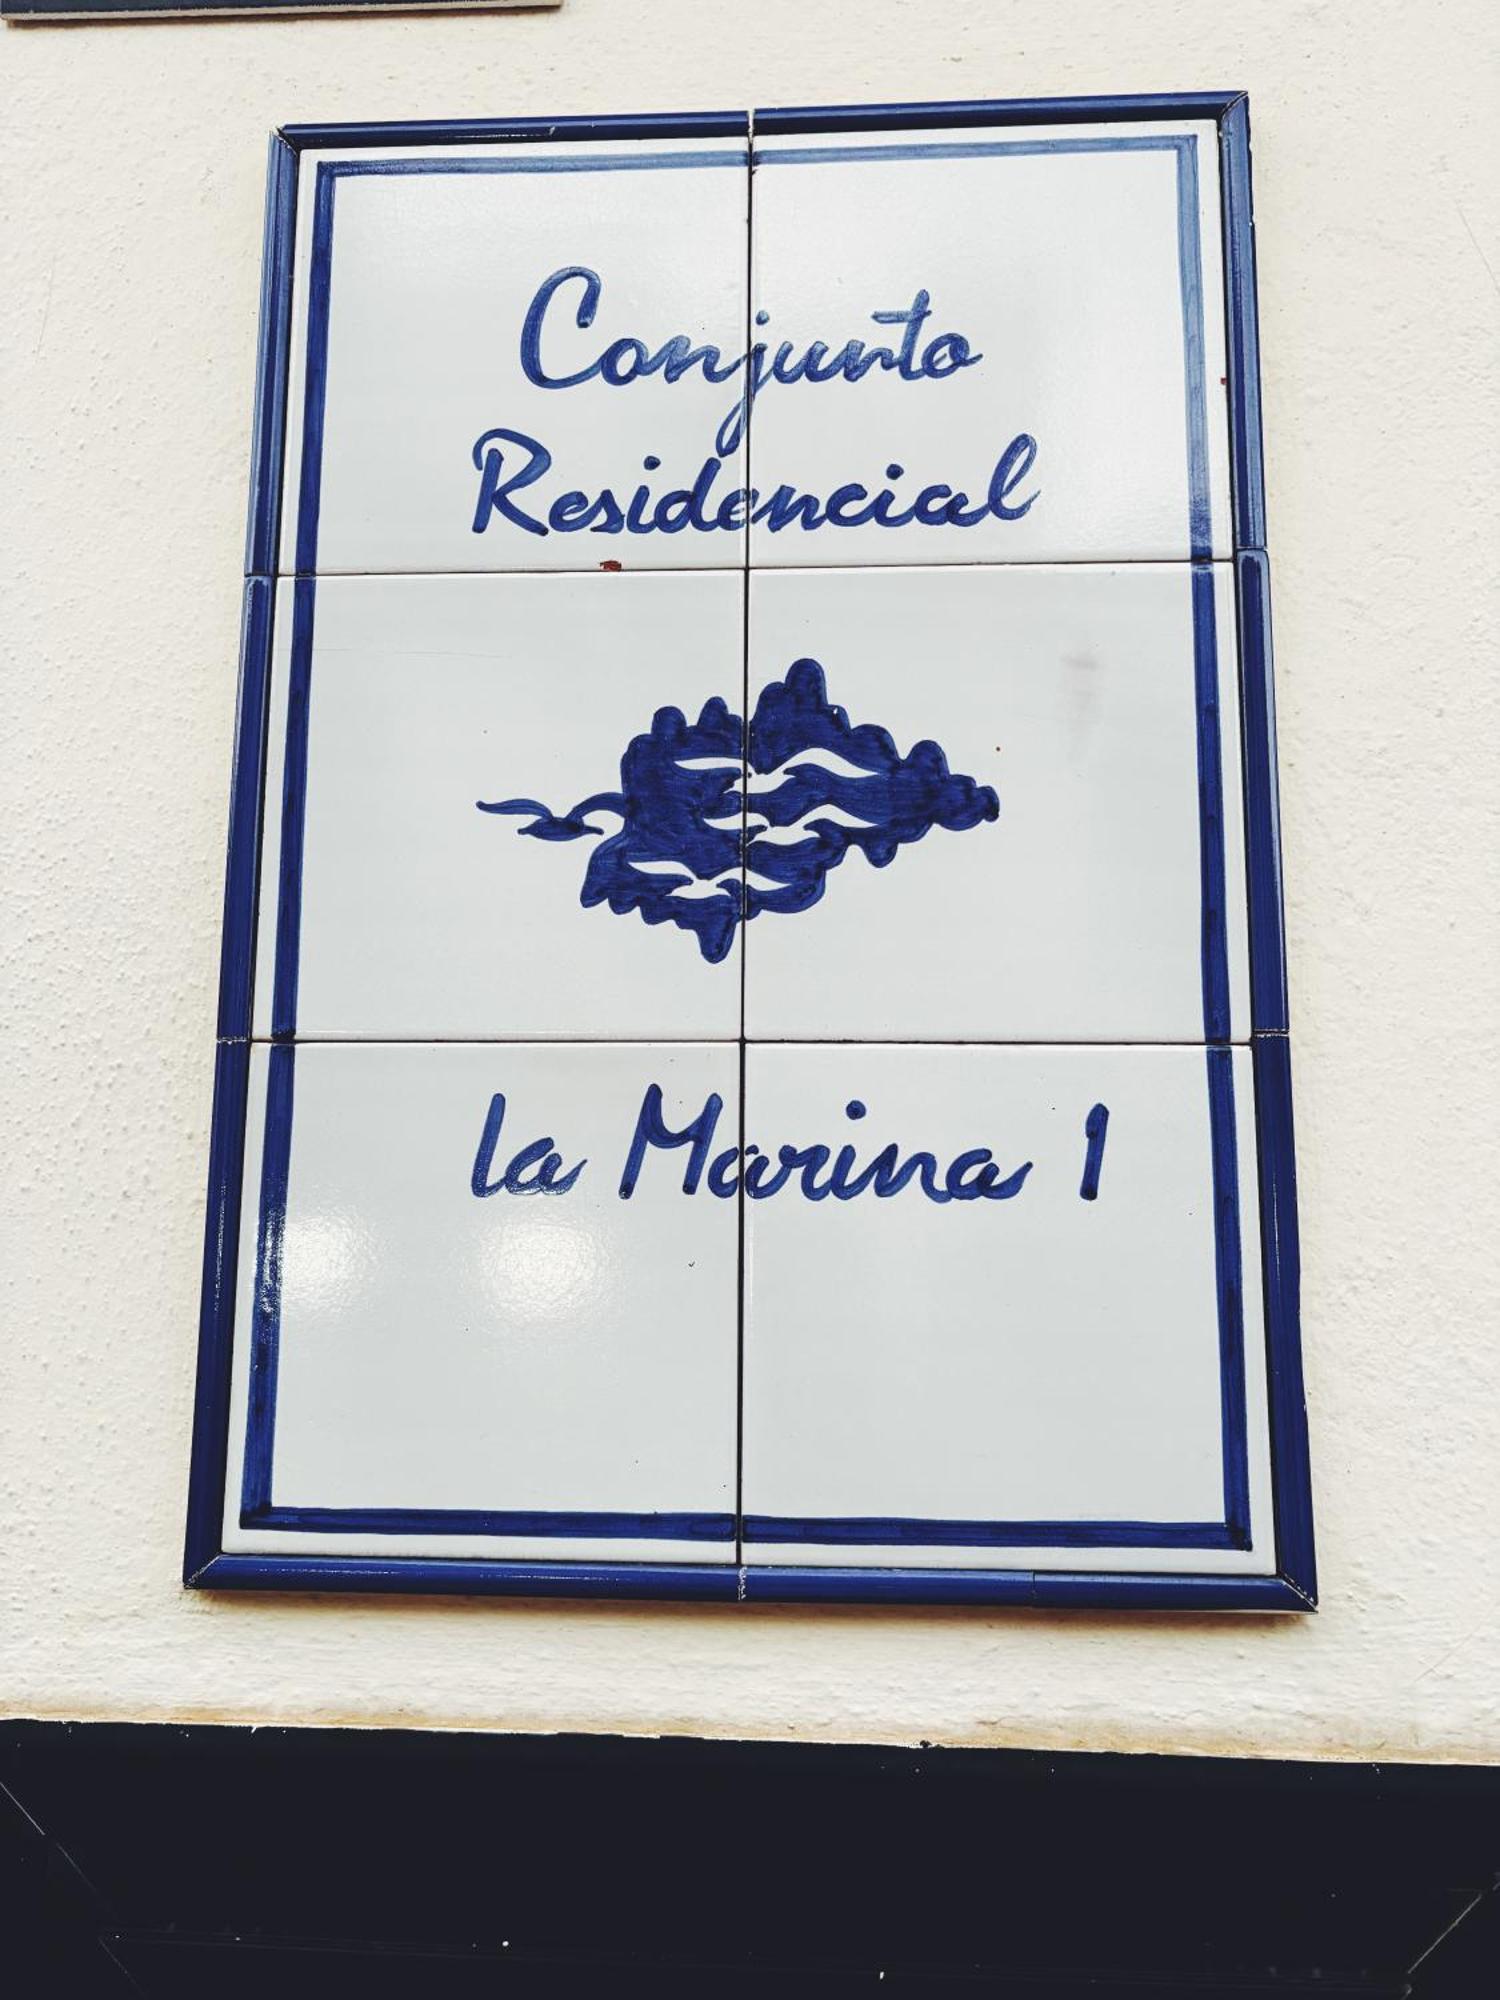 Conjunto
Residencial
la Marina 1